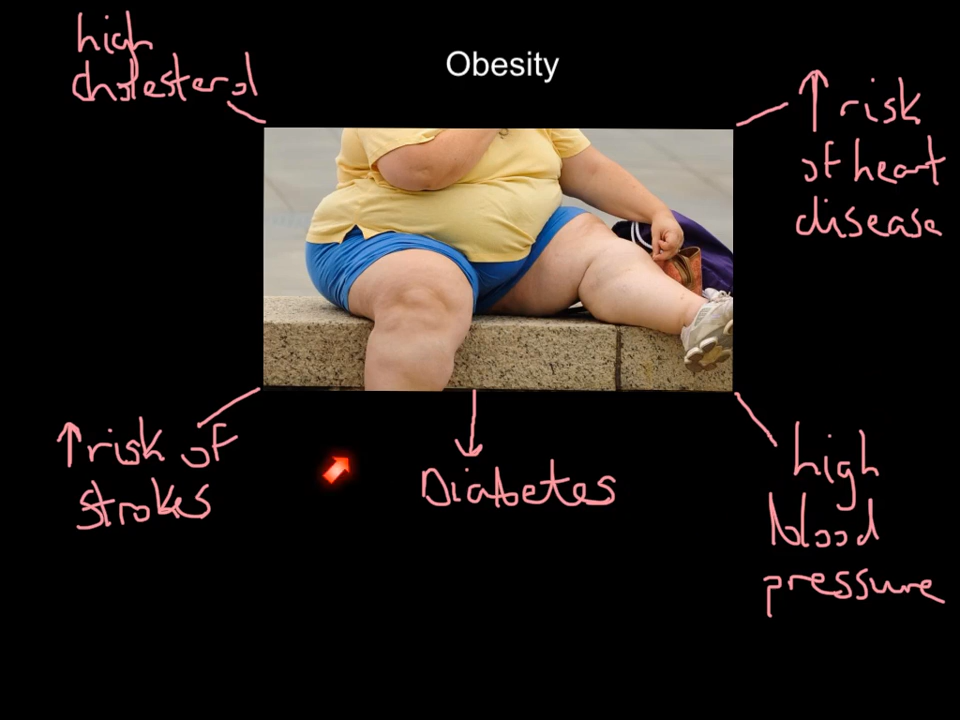 Obesity
high
cholesterol
↑ risk
of heart
disease
↑ risk of
strokes
Diabetes
high
blood
pressure